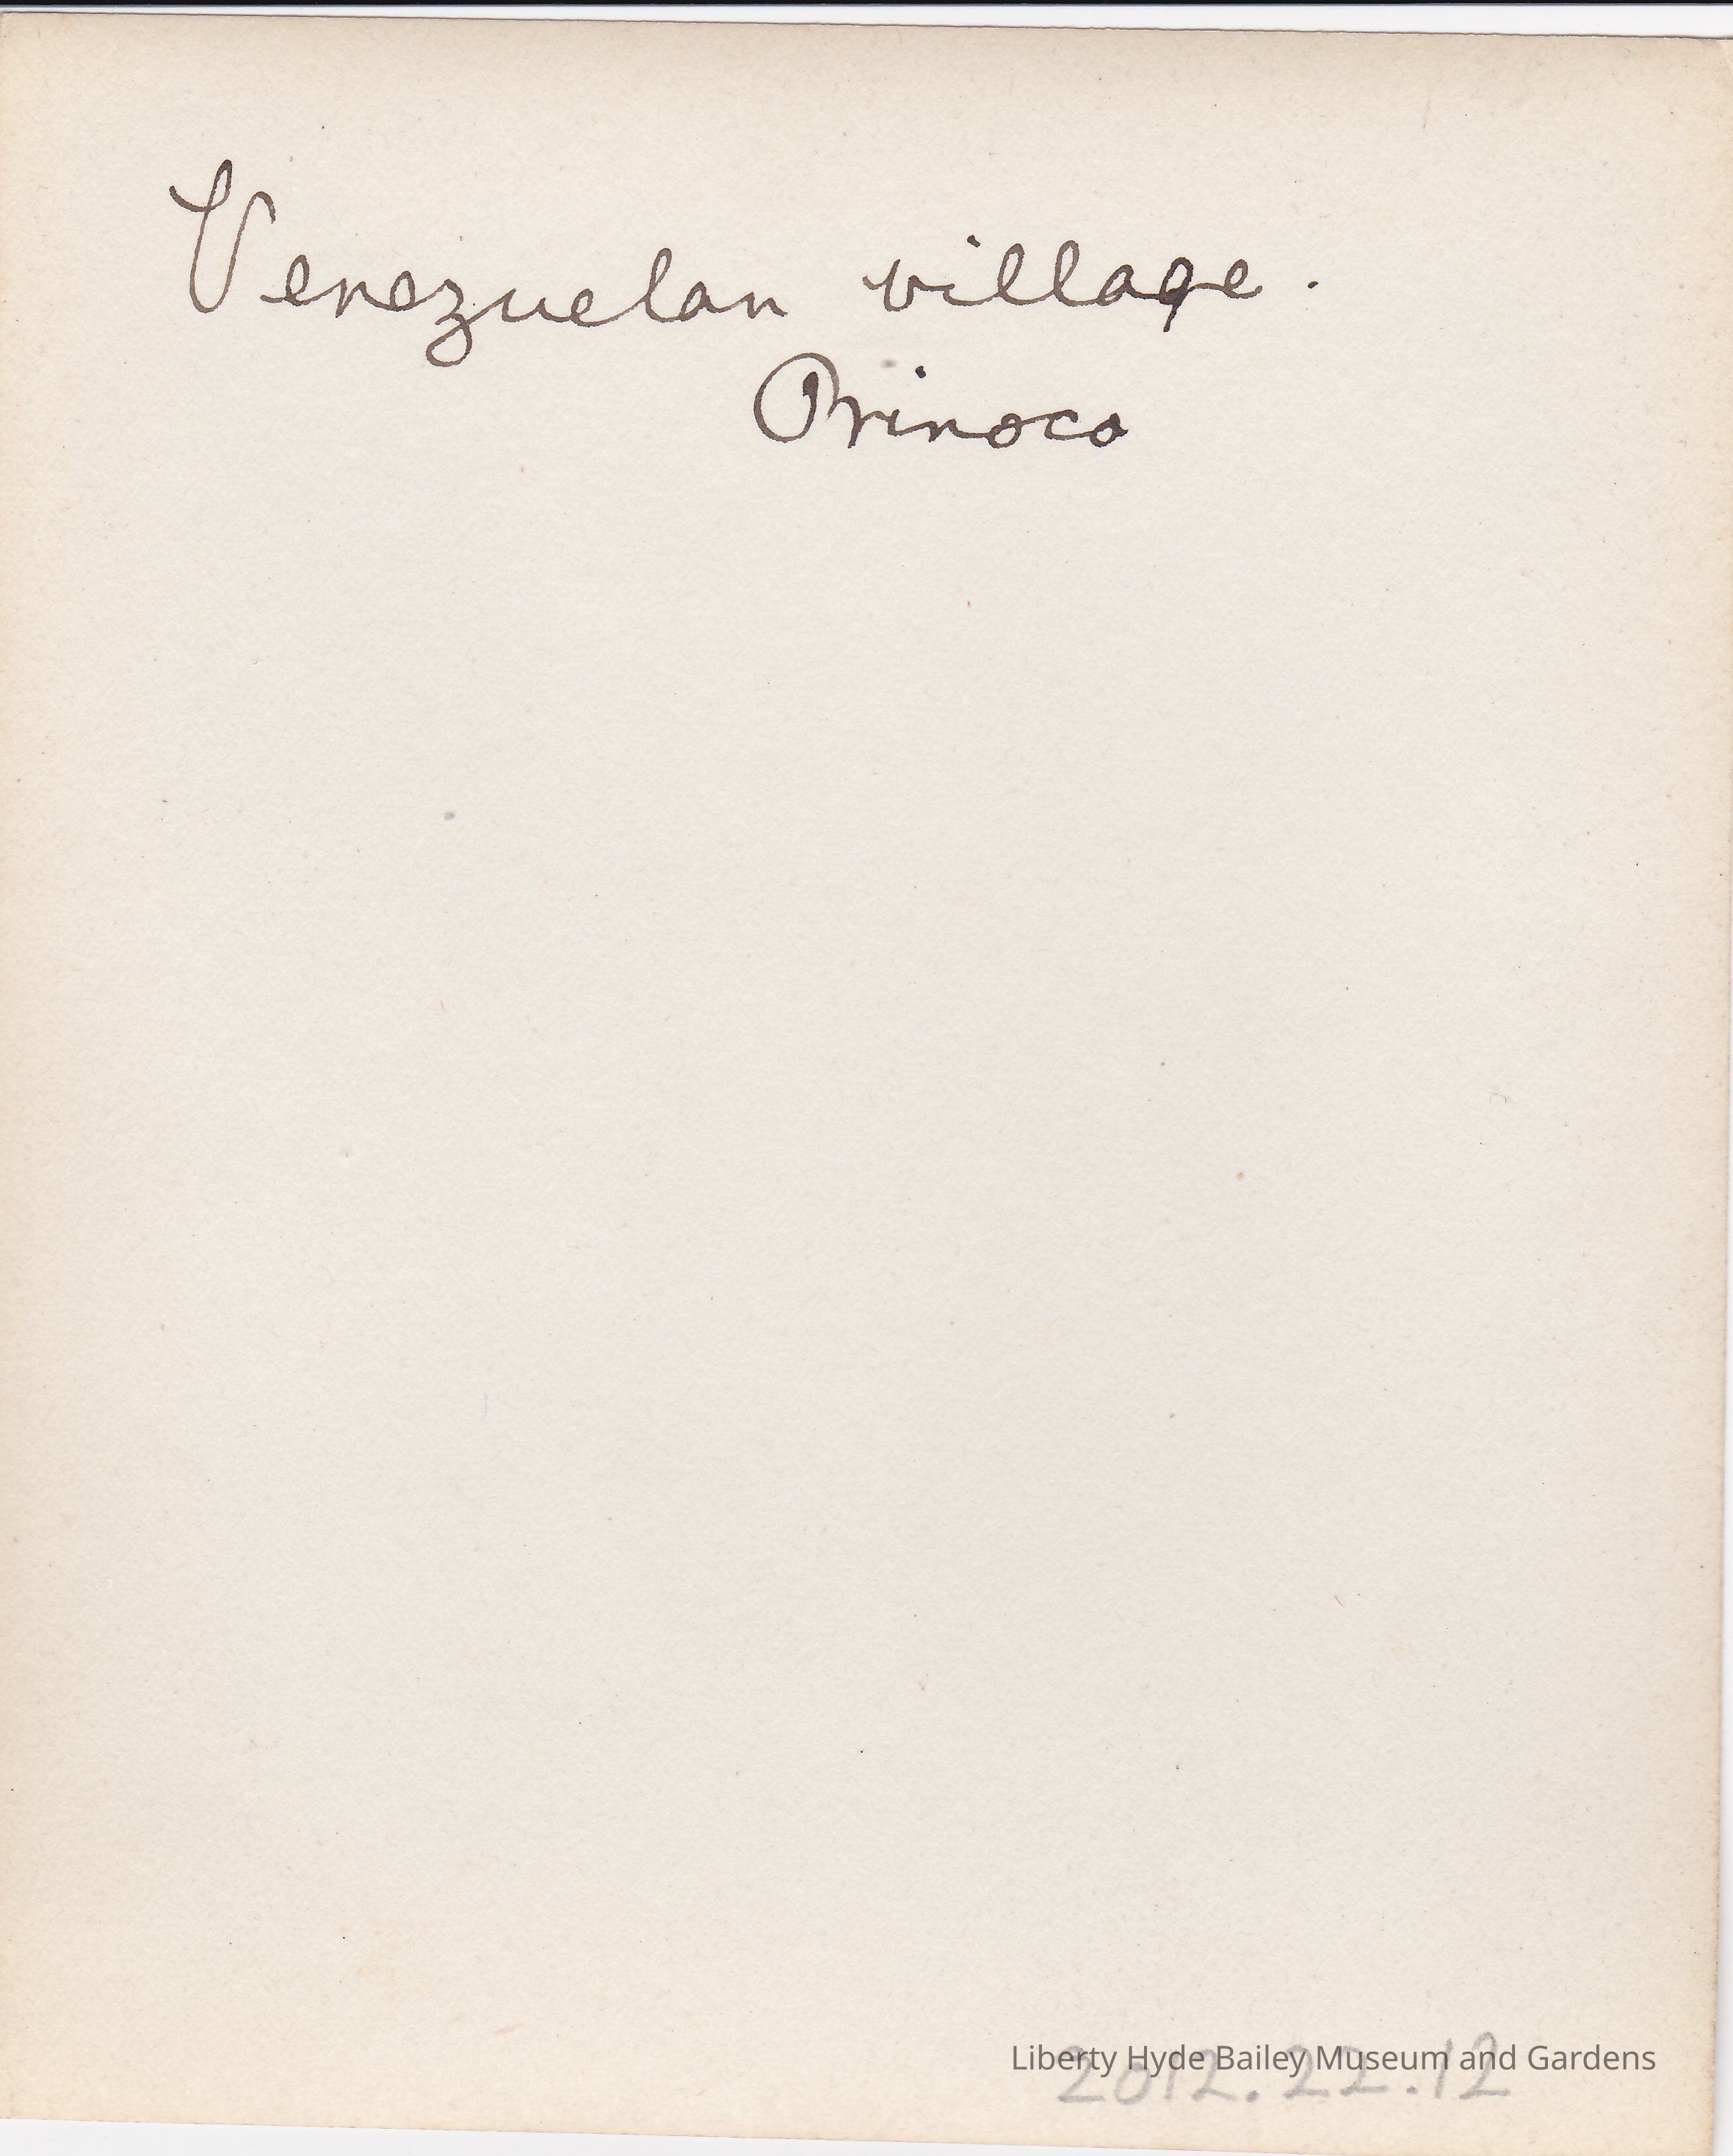 Venezuelan village.
Orinoco
Liberty Hyde Bailey Museum and Gardens
2012.22.12